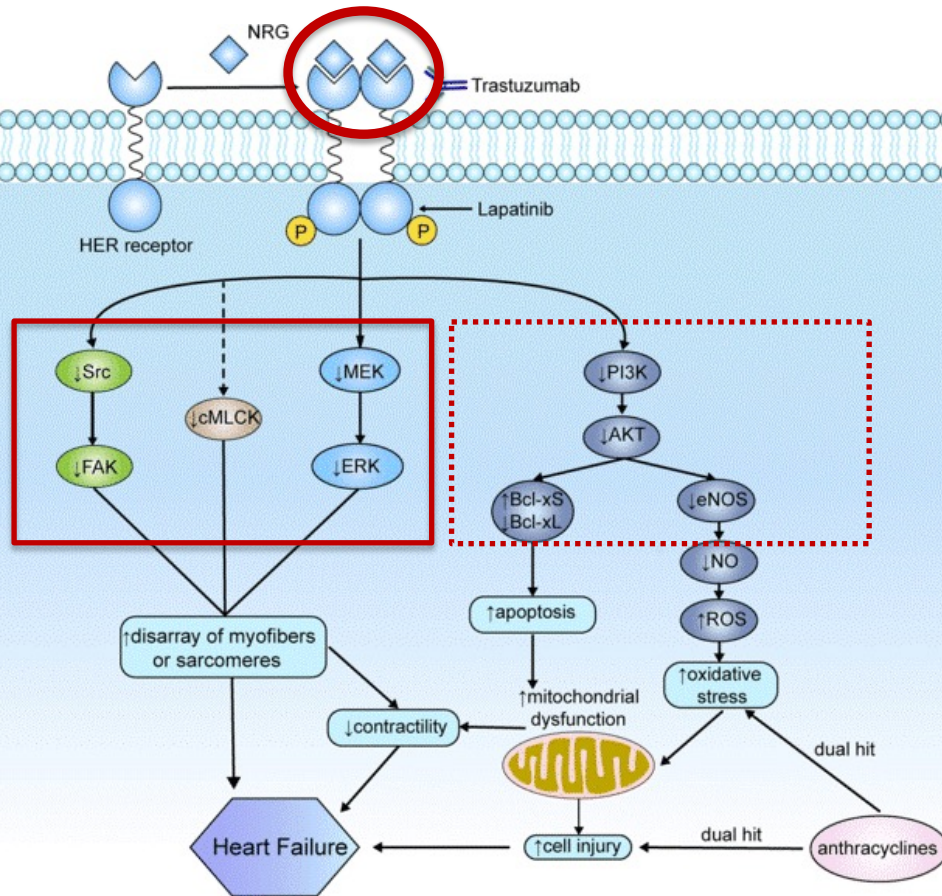 NRG
Trastuzumab
HER receptor
P
P
Lapatinib
↓Src
↓MEK
↓PI3K
↓cMLCK
↓AKT
↓FAK
↓ERK
↑Bcl-xS
↓Bcl-xL
↓eNOS
↓NO
↑apoptosis
↑ROS
↑disarray of myofibers
or sarcomeres
↑oxidative
stress
↑mitochondrial
dysfunction
↓contractility
dual hit
Heart Failure
↑cell injury
dual hit
anthracyclines